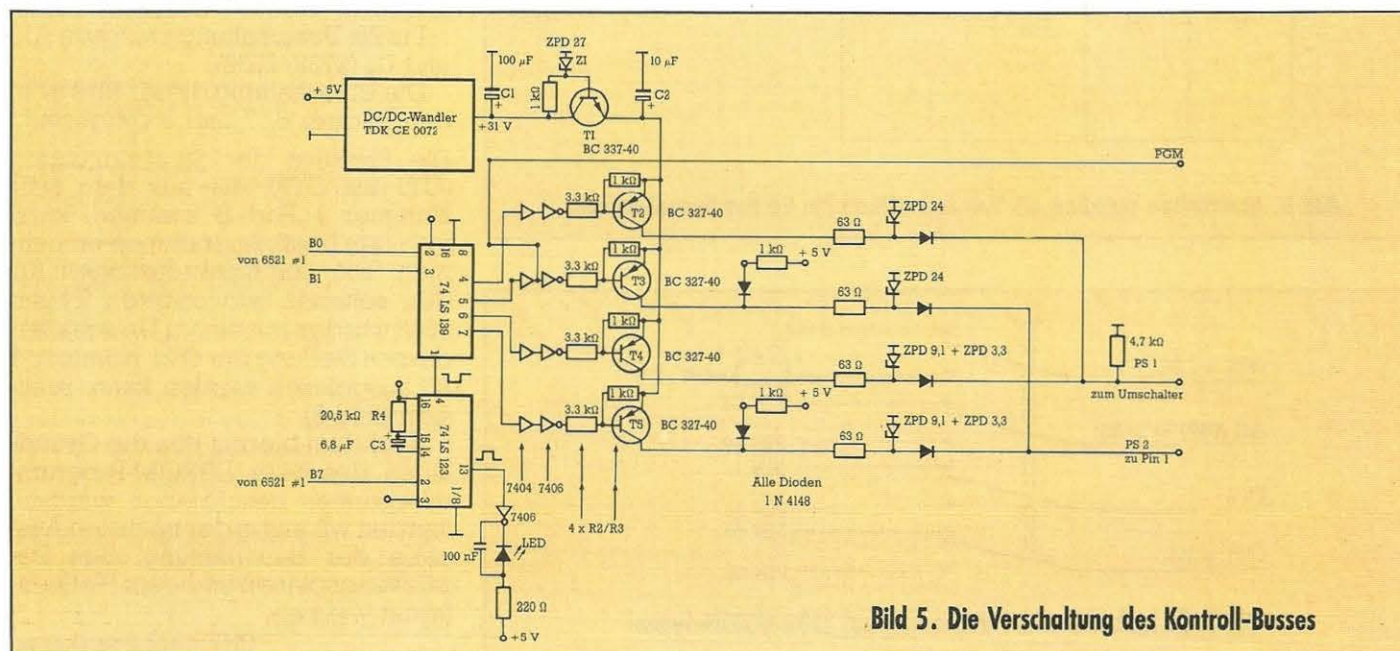 ZPD 27
100 µF
ZI
10 µF
+ 5V
DC/DC-Wandler
TDK CE 0072
C1
+
+31 V
1 kΩ
T1
BC 337-40
C2
+
PGM
1 kΩ
3.3 kΩ
T2
BC 327-40
63 Ω
ZPD 24
B0
von 6521 #1
B1
2
16
8
3
4
5
6
7
1
74 LS 139
1 kΩ
3.3 kΩ
T3
BC 327-40
1 kΩ
+ 5 V
63 Ω
ZPD 24
1 kΩ
3.3 kΩ
T4
BC 327-40
63 Ω
ZPD 9,1 + ZPD 3,3
4,7 kΩ
PS 1
zum Umschalter
1 kΩ
3.3 kΩ
T5
BC 327-40
1 kΩ
+ 5 V
63 Ω
ZPD 9,1 + ZPD 3,3
PS 2
zu Pin 1
20,5 kΩ
R4
6,8 µF
C3
+
16
4
15
14
13
2
3
1/8
74 LS 123
B7
von 6521 #1
7404
7406
4 x R2/R3
Alle Dioden
1 N 4148
7406
100 nF
LED
220 Ω
+5 V
Bild 5. Die Verschaltung des Kontroll-Busses